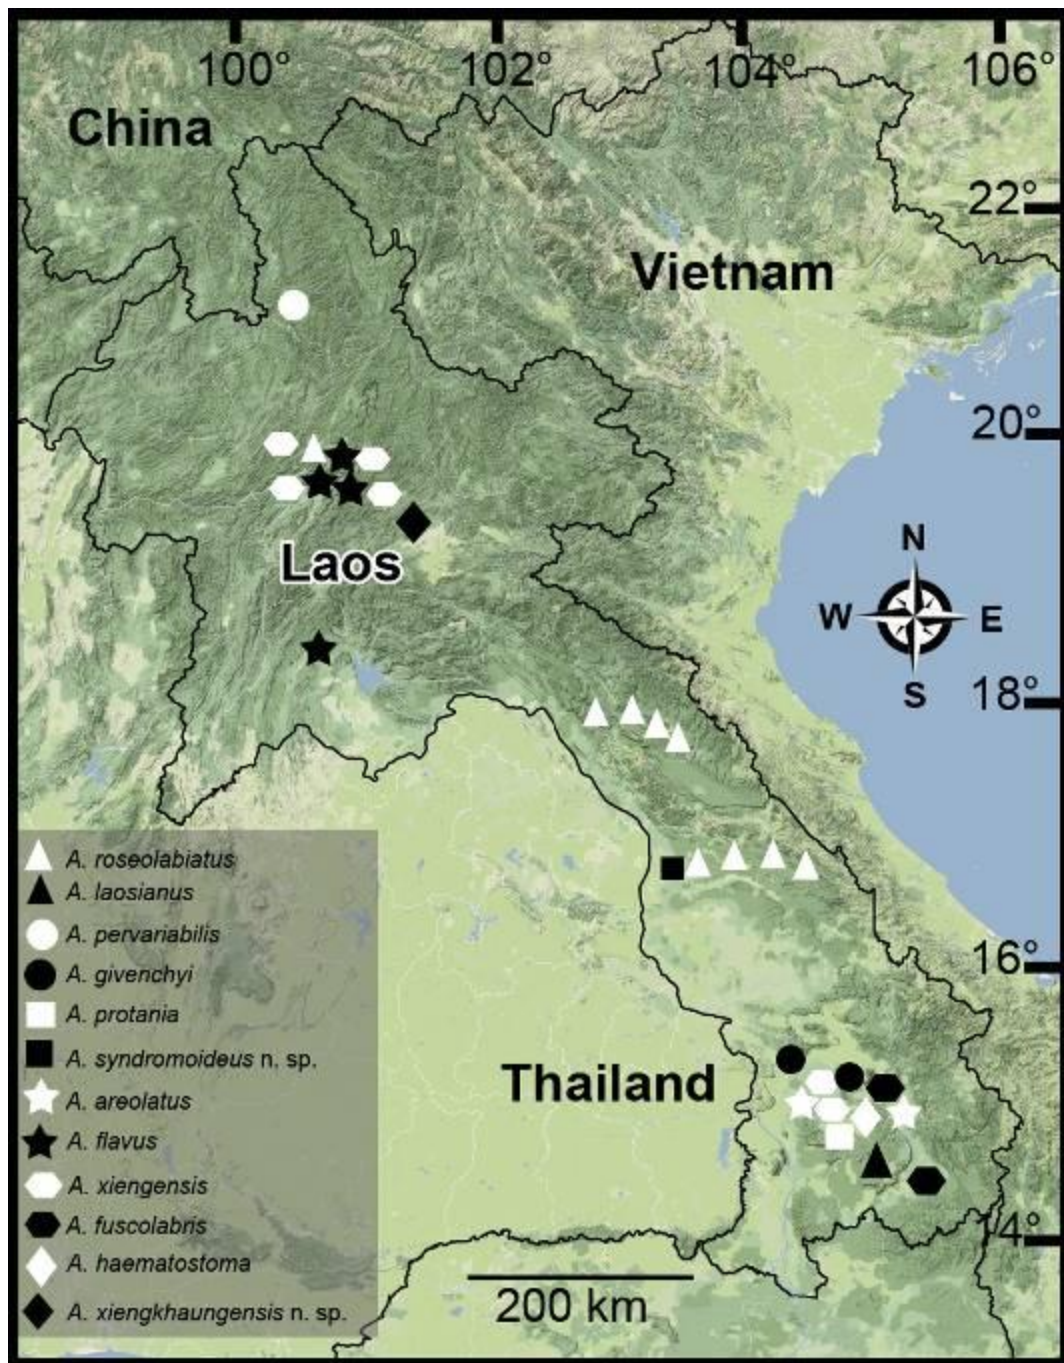 100° 102° 104° 106°
China
22°
Vietnam
20°
N
Laos
W E
S
18°
A. roseolabiatus
A. laosianus
A. pervariabilis
16°
A. givenchyi
A. protania
A. syndromoideus n. sp.
Thailand
A. areolatus
A. flavus
A. xiengensis
A. fuscolabris
14°
A. haematostoma
A. xiengkhaungensis n. sp.
200 km